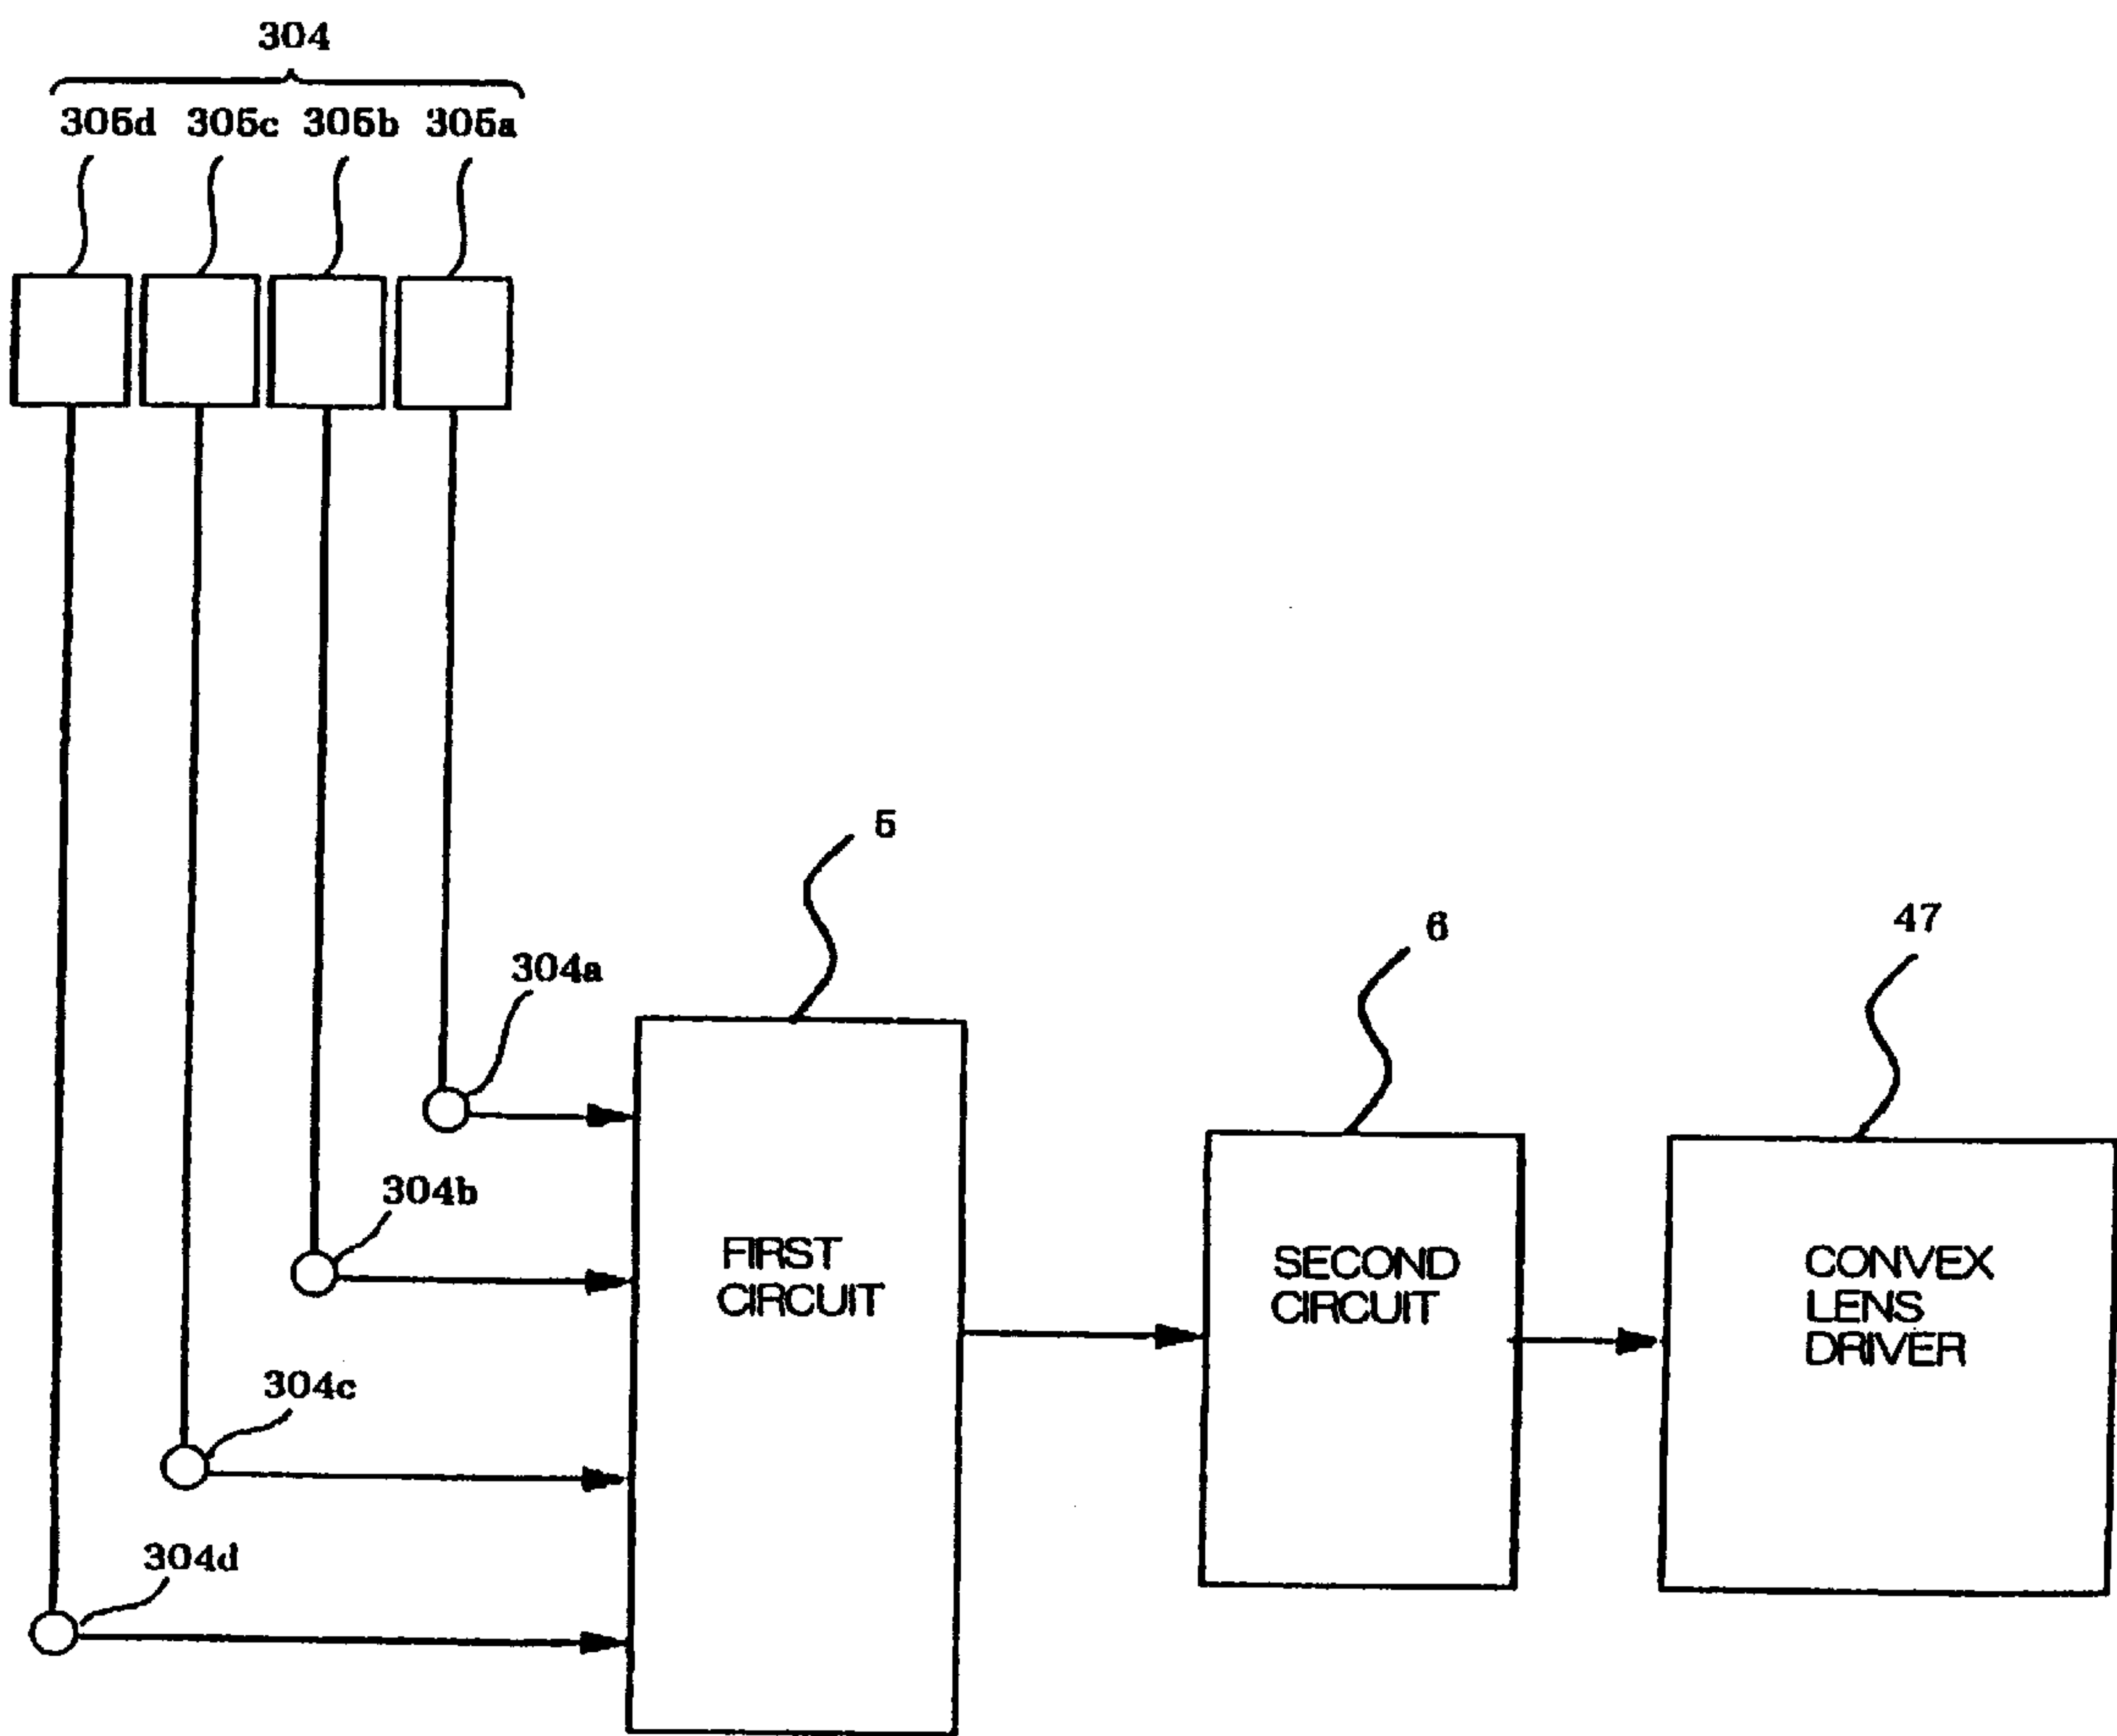 304
305d 305c 305b 305a
5
6
47
304a
304b
FIRST
CIRCUIT
SECOND
CIRCUIT
CONVEX
LENS
DRIVER
304c
304d